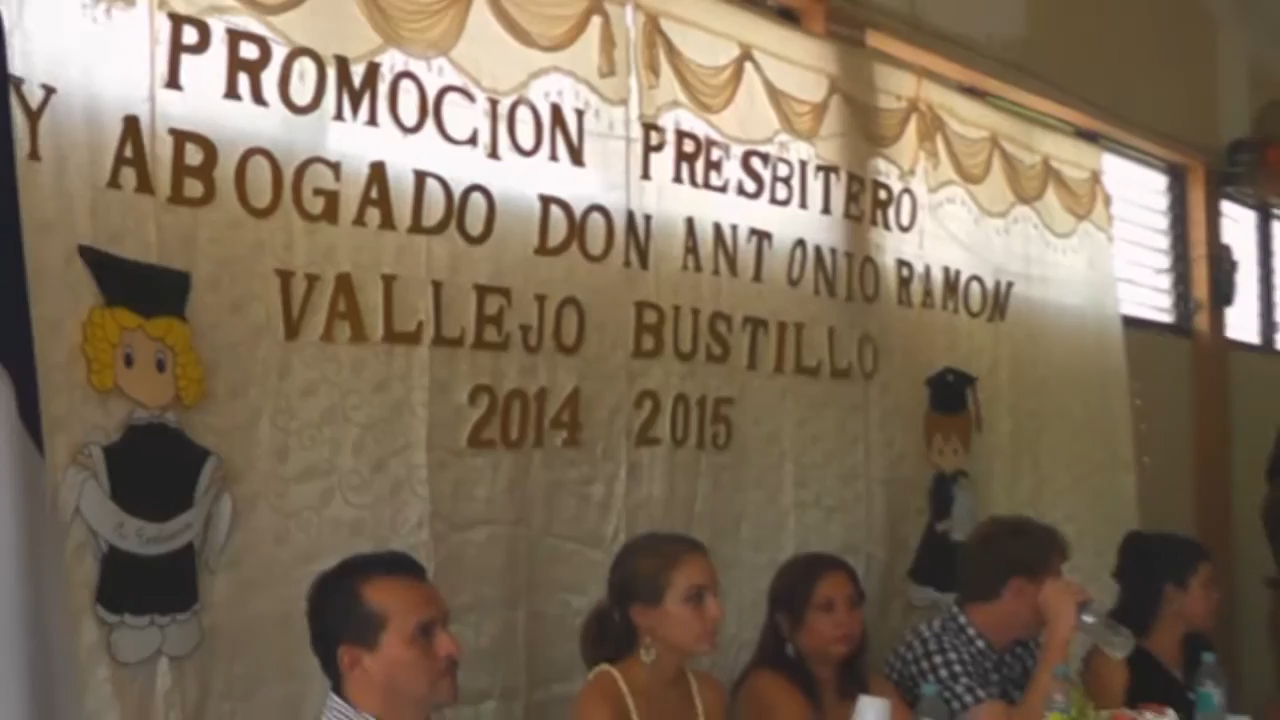 PROMOCION PRESBITERO
Y ABOGADO DON ANTONIO RAMON
VALLEJO BUSTILLO
2014 2015